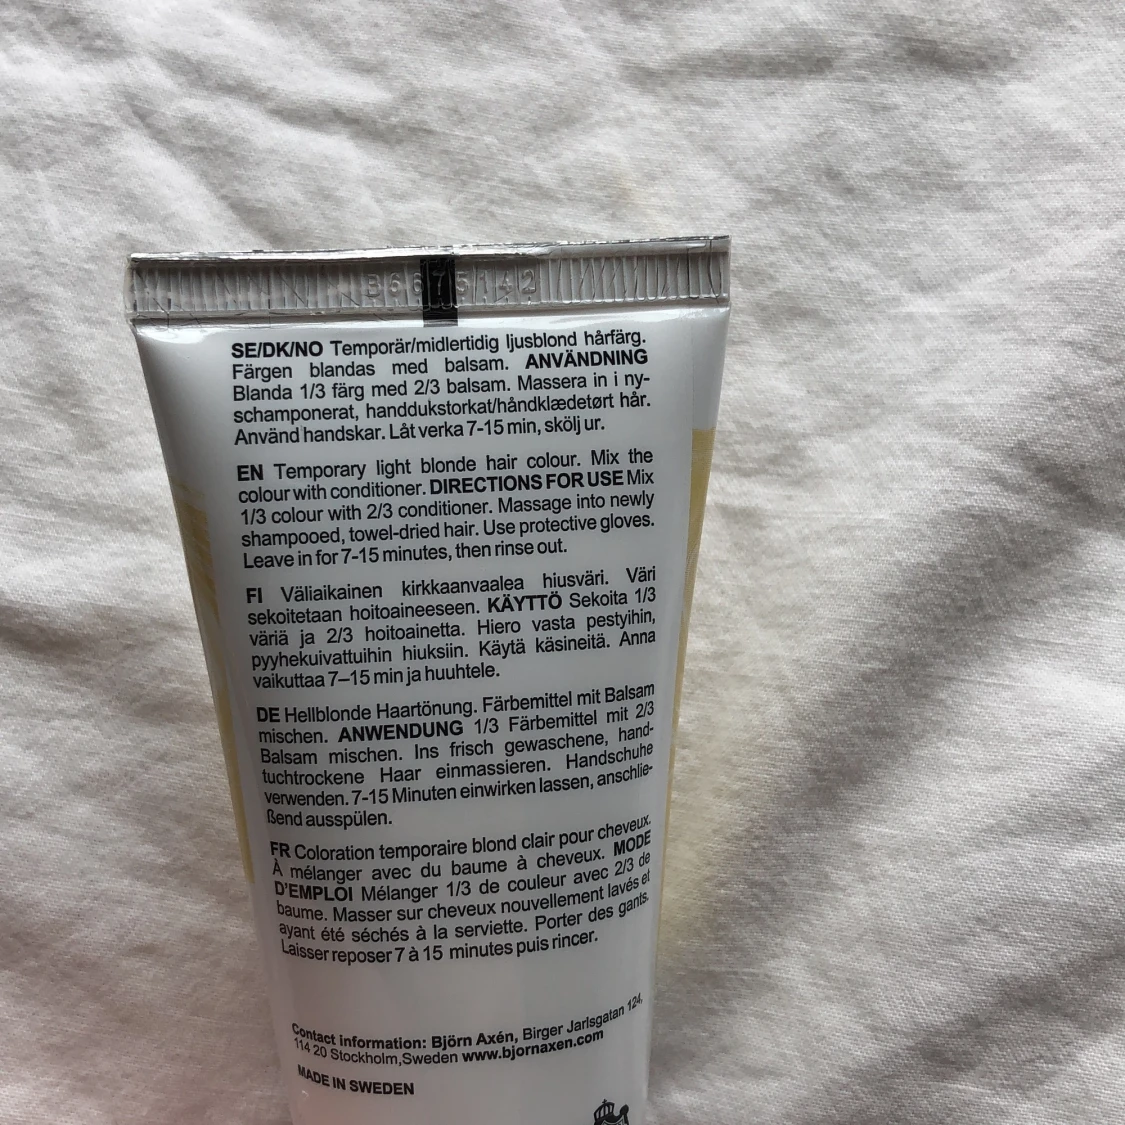 B6675142
SE/DK/NO Temporär/midlertidig ljusblond hårfärg.
Färgen blandas med balsam. ANVÄNDNING
Blanda 1/3 färg med 2/3 balsam. Massera in i ny-
schamponerat, handdukstorkat/håndklædetørt hår.
Använd handskar. Låt verka 7-15 min, skölj ur.
EN Temporary light blonde hair colour. Mix the
colour with conditioner. DIRECTIONS FOR USE Mix
1/3 colour with 2/3 conditioner. Massage into newly
shampooed, towel-dried hair. Use protective gloves.
Leave in for 7-15 minutes, then rinse out.
FI Väliaikainen kirkkaanvaalea hiusväri. Väri
sekoitetaan hoitoaineeseen. KÄYTTÖ Sekoita 1/3
väriä ja 2/3 hoitoainetta. Hiero vasta pestyihin,
pyyhekuivattuihin hiuksiin. Käytä käsineitä. Anna
vaikuttaa 7–15 min ja huuhtele.
DE Hellblonde Haartönung. Färbemittel mit Balsam
mischen. ANWENDUNG 1/3 Färbemittel mit 2/3
Balsam mischen. Ins frisch gewaschene, hand-
tuchtrockene Haar einmassieren. Handschuhe
verwenden. 7-15 Minuten einwirken lassen, anschlie-
ßend ausspülen.
FR Coloration temporaire blond clair pour cheveux.
À mélanger avec du baume à cheveux. MODE
D'EMPLOI Mélanger 1/3 de couleur avec 2/3 de
baume. Masser sur cheveux nouvellement lavés et
ayant été séchés à la serviette. Porter des gants.
Laisser reposer 7 à 15 minutes puis rincer.
Contact information: Björn Axén, Birger Jarlsgatan 124,
114 20 Stockholm,Sweden www.bjornaxen.com
MADE IN SWEDEN